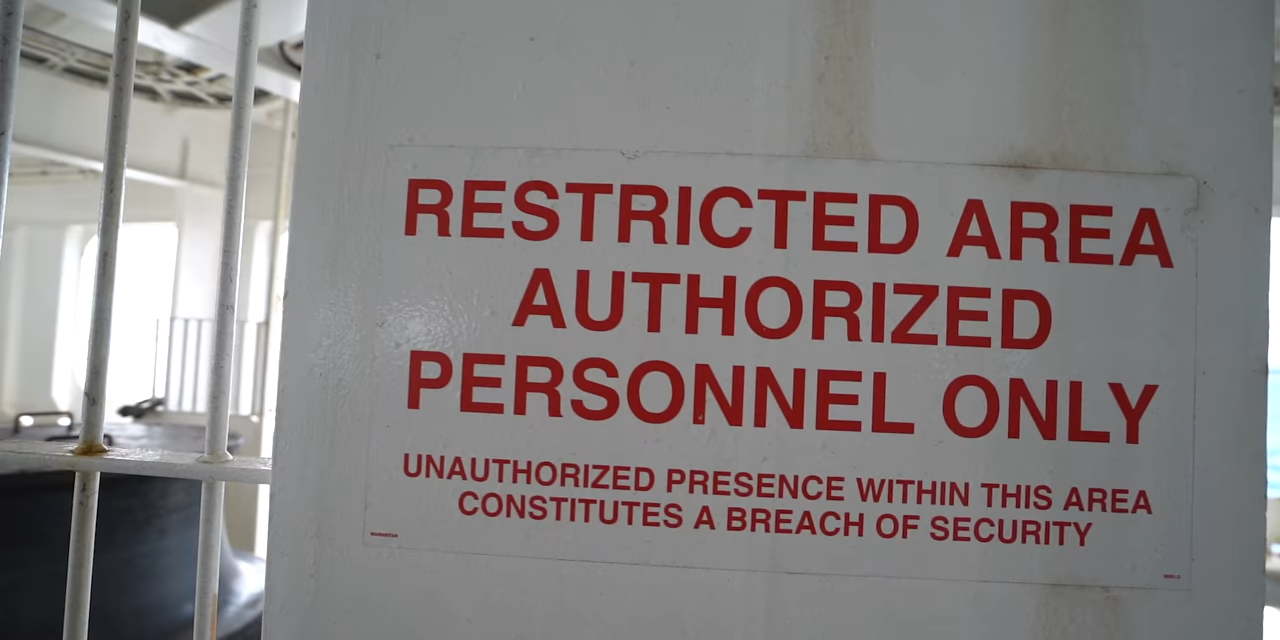 RESTRICTED AREA
AUTHORIZED
PERSONNEL ONLY
UNAUTHORIZED PRESENCE WITHIN THIS AREA
CONSTITUTES A BREACH OF SECURITY